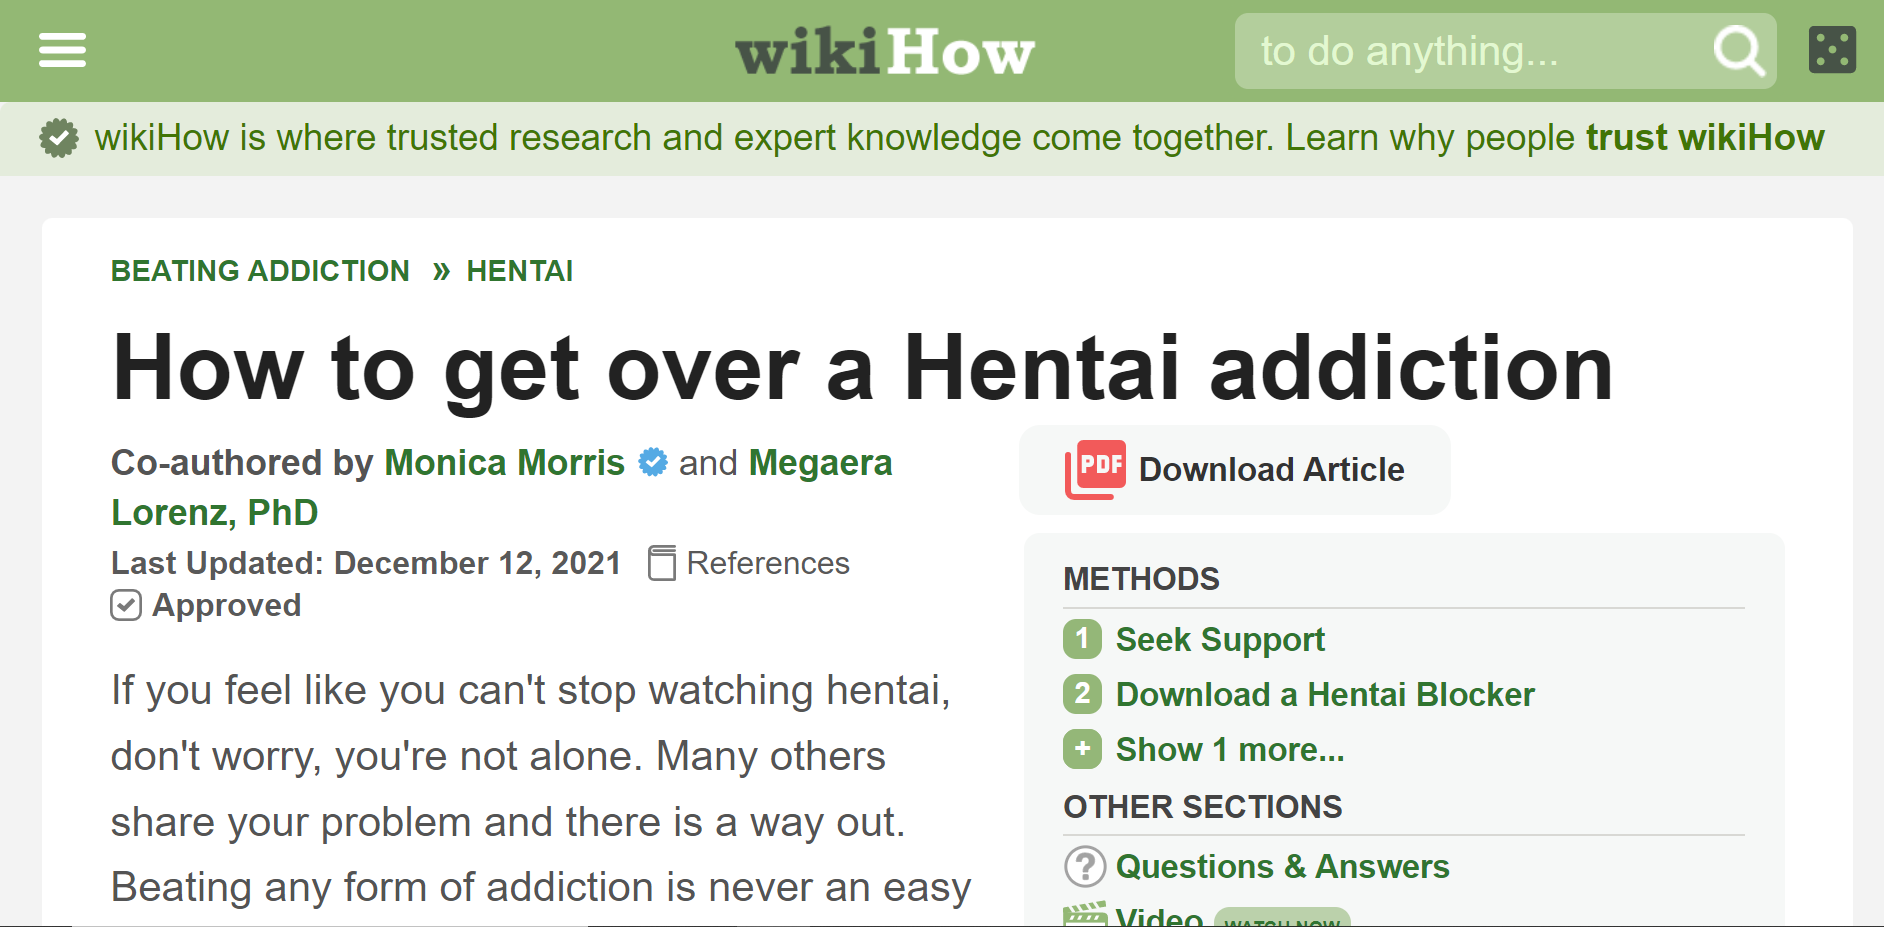 wikiHow
to do anything...
wikiHow is where trusted research and expert knowledge come together. Learn why people trust wikiHow
BEATING ADDICTION » HENTAI
How to get over a Hentai addiction
Co-authored by Monica Morris and Megaera
Lorenz, PhD
Last Updated: December 12, 2021 References
Approved
If you feel like you can't stop watching hentai,
don't worry, you're not alone. Many others
share your problem and there is a way out.
Beating any form of addiction is never an easy
PDF Download Article
METHODS
1 Seek Support
2 Download a Hentai Blocker
+ Show 1 more...
OTHER SECTIONS
? Questions & Answers
Video WATCH NOW